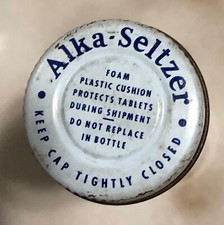 • Alka-Seltzer •
FOAM
PLASTIC CUSHION
PROTECTS TABLETS
DURING SHIPMENT
—
DO NOT REPLACE
IN BOTTLE
KEEP CAP TIGHTLY CLOSED